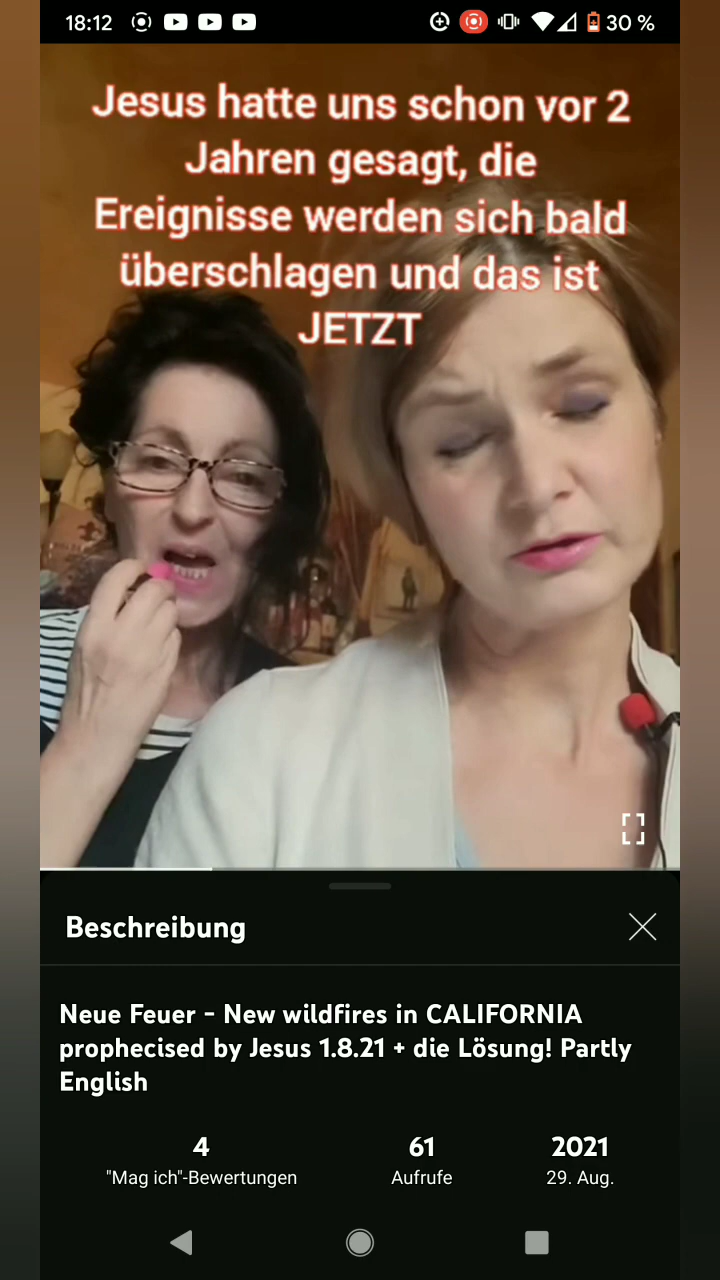 18:12
30 %
Jesus hatte uns schon vor 2
Jahren gesagt, die
Ereignisse werden sich bald
überschlagen und das ist
JETZT
Beschreibung
Neue Feuer - New wildfires in CALIFORNIA
prophecised by Jesus 1.8.21 + die Lösung! Partly
English
4 61 2021
"Mag ich"-Bewertungen Aufrufe 29. Aug.